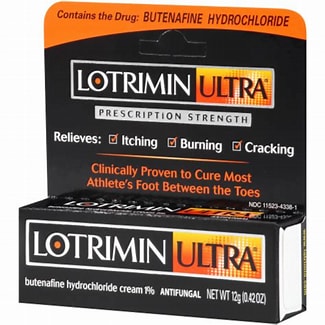 Contains the Drug: BUTENAFINE HYDROCHLORIDE
LOTRIMIN ULTRA
PRESCRIPTION STRENGTH
Relieves: Itching Burning Cracking
Clinically Proven to Cure Most
Athlete's Foot Between the Toes
NDC 11523-4338-1
LOTRIMIN ULTRA
butenafine hydrochloride cream 1% ANTIFUNGAL NET WT 12g (0.42 OZ)